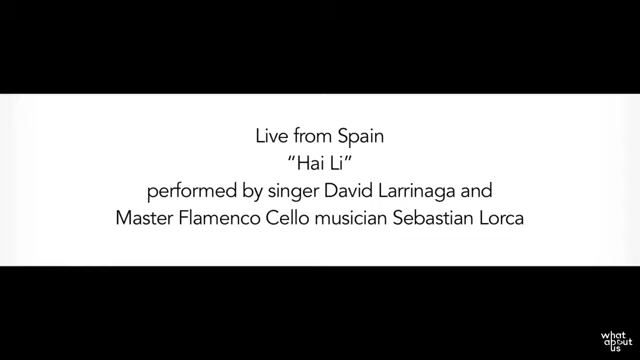 Live from Spain
“Hai Li”
performed by singer David Larrinaga and
Master Flamenco Cello musician Sebastian Lorca
what
about
us